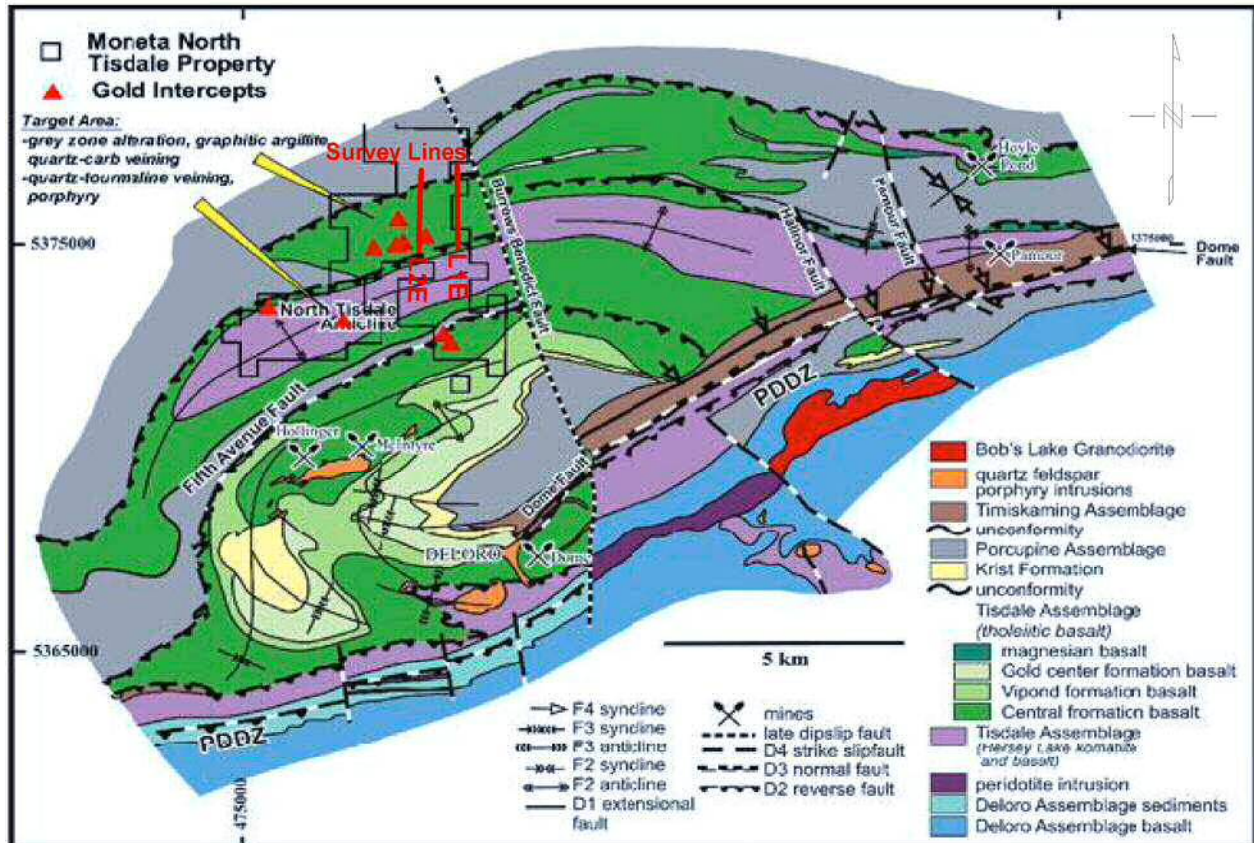 Moneta North
Tisdale Property
Gold Intercepts
Target Area:
-grey zone alteration, graphitic argillite,
quartz-carb veining
-quartz-tourmaline veining,
porphyry
Survey Lines
N
Hoyle
Pond
Burrows Benedict Fault
Hallnor Fault
Pamour Fault
5375000
5375000
Pamour
Dome
Fault
North Tisdale
Anticline
Fifth Avenue Fault
Hollinger
McIntyre
PDDZ
Dome Fault
DELORO
Dome
5365000
PDDZ
475000
5 km
Bob's Lake Granodiorite
quartz feldspar
porphyry intrusions
Timiskaming Assemblage
unconformity
Porcupine Assemblage
Krist Formation
unconformity
Tisdale Assemblage
(tholeiitic basalt)
magnesian basalt
Gold center formation basalt
Vipond formation basalt
Central fromation basalt
Tisdale Assemblage
(Hersey Lake komatiite
and basalt)
peridotite intrusion
Deloro Assemblage sediments
Deloro Assemblage basalt
F4 syncline
F3 syncline
F3 anticline
F2 syncline
F2 anticline
D1 extensional
fault
mines
late dipslip fault
D4 strike slipfault
D3 normal fault
D2 reverse fault